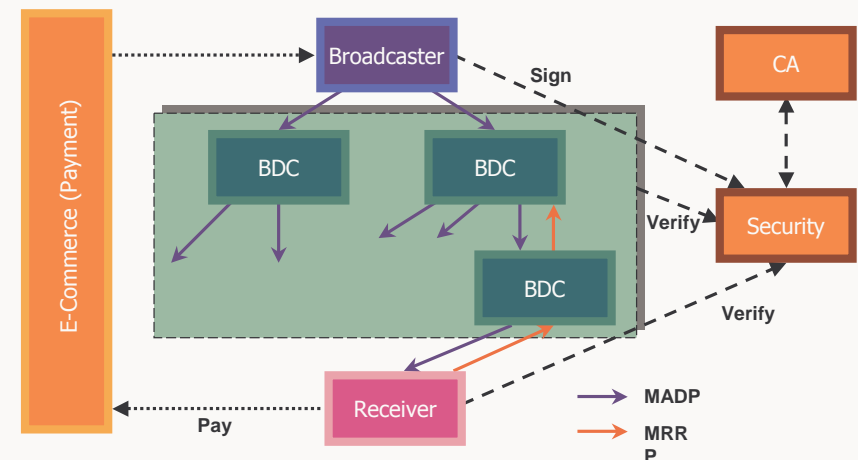 E-Commerce (Payment)
Broadcaster
Sign
CA
BDC
BDC
Verify
Security
BDC
Verify
Receiver
Pay
MADP
MRR
P